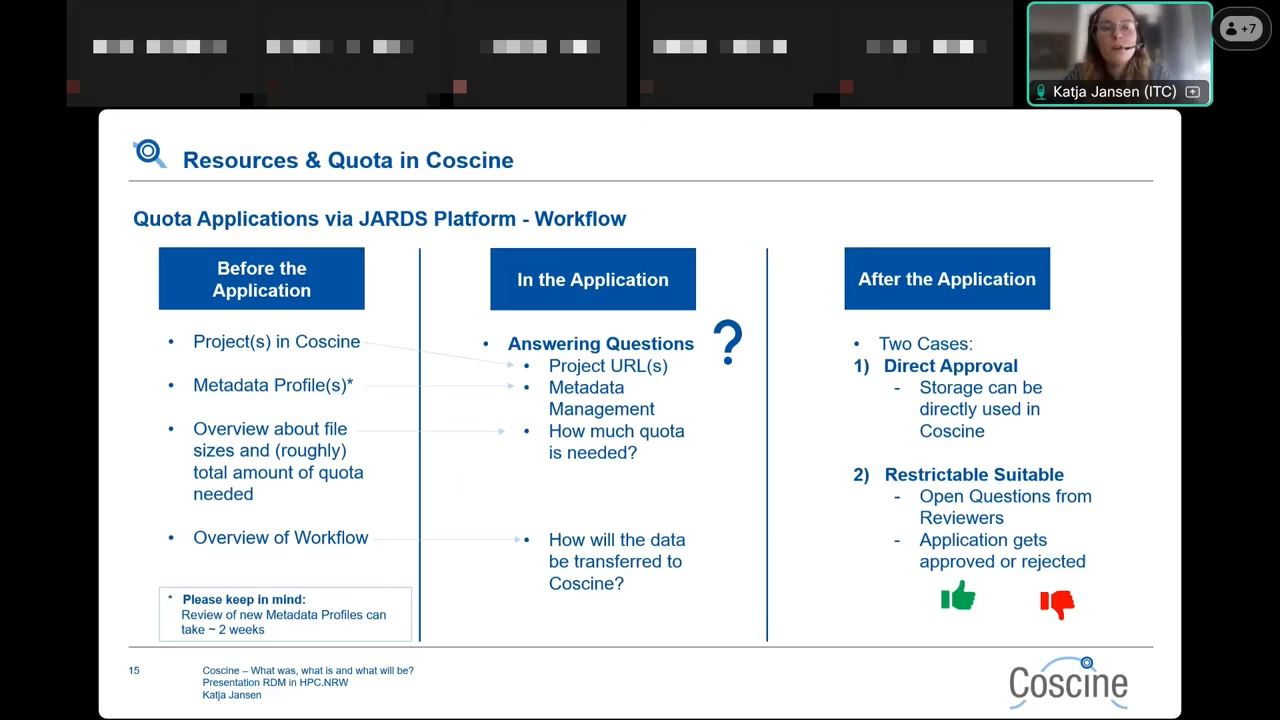 +7
Katja Jansen (ITC)
Resources & Quota in Coscine
Quota Applications via JARDS Platform - Workflow
Before the
Application
• Project(s) in Coscine
• Metadata Profile(s)*
• Overview about file
sizes and (roughly)
total amount of quota
needed
• Overview of Workflow
* Please keep in mind:
Review of new Metadata Profiles can
take ~ 2 weeks
In the Application
• Answering Questions
?
• Project URL(s)
• Metadata
Management
• How much quota
is needed?
• How will the data
be transferred to
Coscine?
After the Application
• Two Cases:
1) Direct Approval
- Storage can be
directly used in
Coscine
2) Restrictable Suitable
- Open Questions from
Reviewers
- Application gets
approved or rejected
15
Coscine – What was, what is and what will be?
Presentation RDM in HPC.NRW
Katja Jansen
Coscine